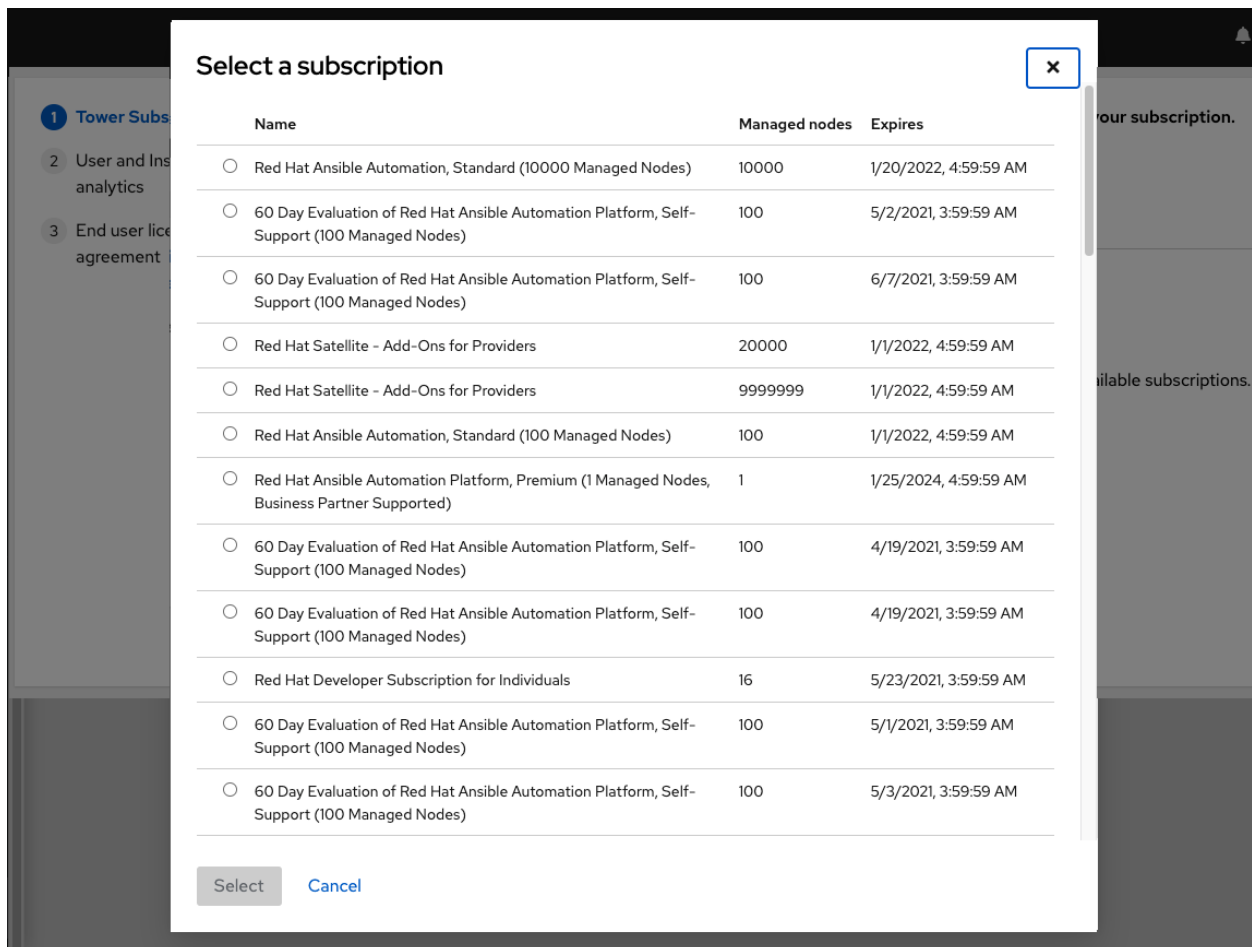 Select a subscription
1 Tower Subs
your subscription.
2 User and Ins
analytics
3 End user lice
agreement
ailable subscriptions.
Name Managed nodes Expires
Red Hat Ansible Automation, Standard (10000 Managed Nodes) 10000 1/20/2022, 4:59:59 AM
60 Day Evaluation of Red Hat Ansible Automation Platform, Self- 100 5/2/2021, 3:59:59 AM
Support (100 Managed Nodes)
60 Day Evaluation of Red Hat Ansible Automation Platform, Self- 100 6/7/2021, 3:59:59 AM
Support (100 Managed Nodes)
Red Hat Satellite - Add-Ons for Providers 20000 1/1/2022, 4:59:59 AM
Red Hat Satellite - Add-Ons for Providers 9999999 1/1/2022, 4:59:59 AM
Red Hat Ansible Automation, Standard (100 Managed Nodes) 100 1/1/2022, 4:59:59 AM
Red Hat Ansible Automation Platform, Premium (1 Managed Nodes, 1 1/25/2024, 4:59:59 AM
Business Partner Supported)
60 Day Evaluation of Red Hat Ansible Automation Platform, Self- 100 4/19/2021, 3:59:59 AM
Support (100 Managed Nodes)
60 Day Evaluation of Red Hat Ansible Automation Platform, Self- 100 4/19/2021, 3:59:59 AM
Support (100 Managed Nodes)
Red Hat Developer Subscription for Individuals 16 5/23/2021, 3:59:59 AM
60 Day Evaluation of Red Hat Ansible Automation Platform, Self- 100 5/1/2021, 3:59:59 AM
Support (100 Managed Nodes)
60 Day Evaluation of Red Hat Ansible Automation Platform, Self- 100 5/3/2021, 3:59:59 AM
Support (100 Managed Nodes)
Select Cancel